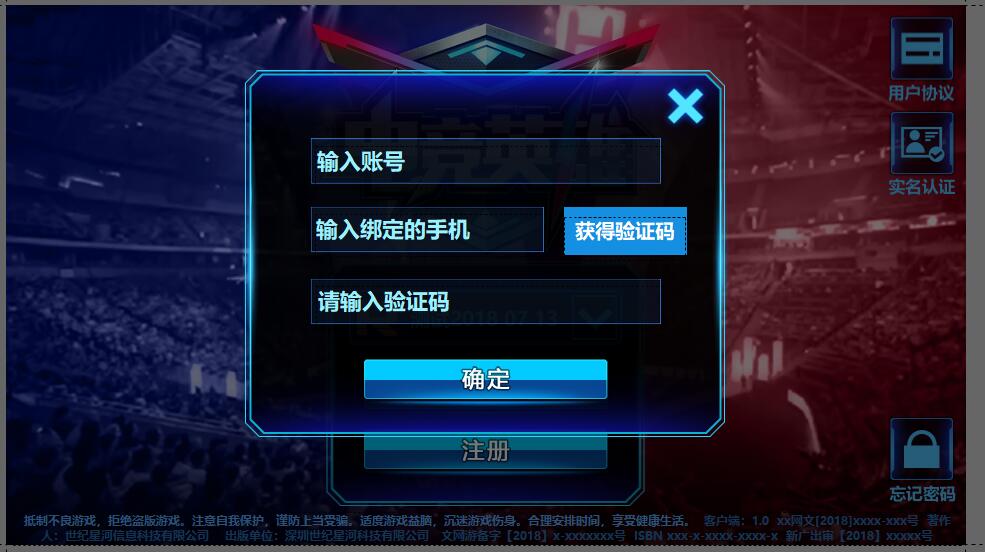 用户协议
输入账号
实名认证
输入绑定的手机
获得验证码
请输入验证码
确定
注册
忘记密码
抵制不良游戏，拒绝盗版游戏。注意自我保护，谨防上当受骗。适度游戏益脑，沉迷游戏伤身。合理安排时间，享受健康生活。 客户端：1.0 xx网文[2018]xxxx-xxx号 著作
人：世纪星河信息科技有限公司 出版单位：深圳世纪星河科技有限公司 文网游备字【2018】x-xxxxxxx号 ISBN xxx-x-xxxx-xxxx-x 新广出审【2018】xxxxx号